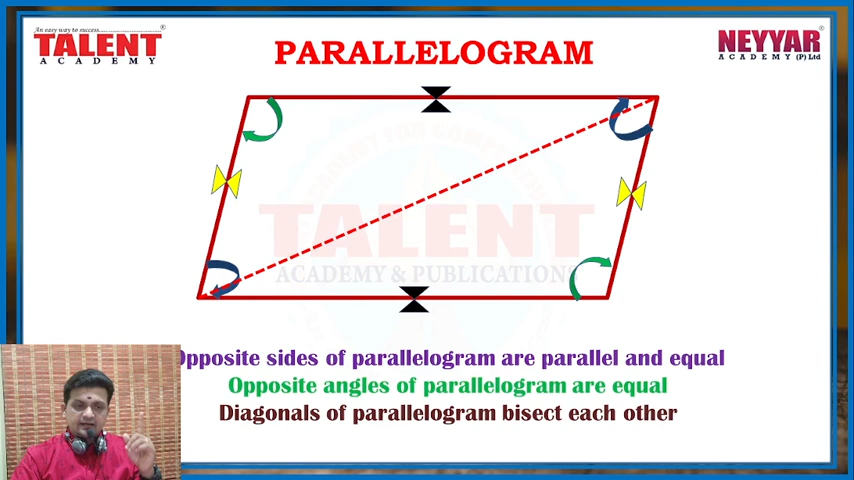 An easy way to success
TALENT
ACADEMY
PARALLELOGRAM
NEYYAR
ACADEMY (P) Ltd
TALENT
ACADEMY & PUBLICATIONS
Opposite sides of parallelogram are parallel and equal
Opposite angles of parallelogram are equal
Diagonals of parallelogram bisect each other